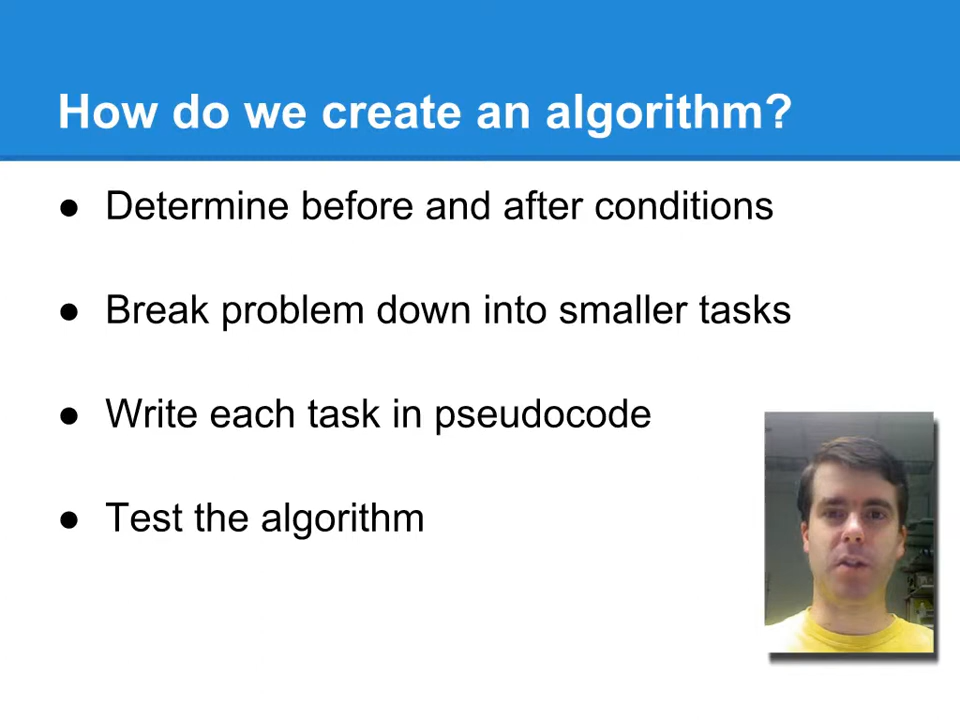 How do we create an algorithm?
● Determine before and after conditions
● Break problem down into smaller tasks
● Write each task in pseudocode
● Test the algorithm